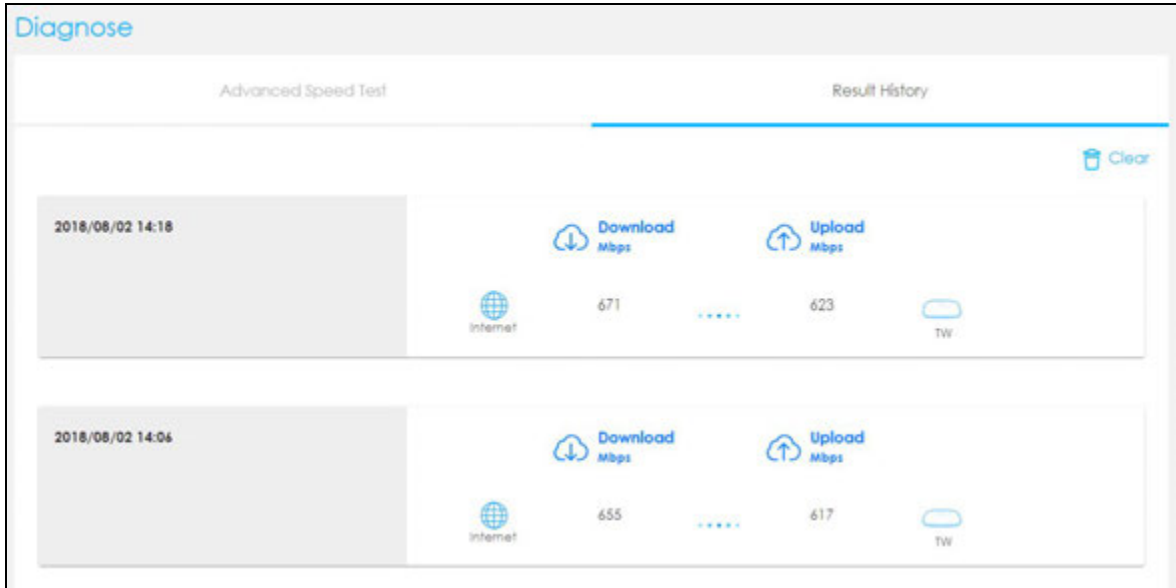 Diagnose
Advanced Speed Test Result History
Clear
2018/08/02 14:18 Download Upload
Mbps Mbps
671 623
Internet TW
2018/08/02 14:06 Download Upload
Mbps Mbps
655 617
Internet TW